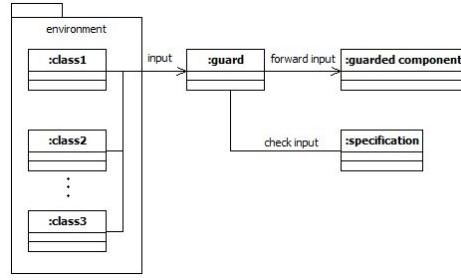 environment
:class1
input
:guard
forward input
:guarded component
:class2
check input
:specification
:class3